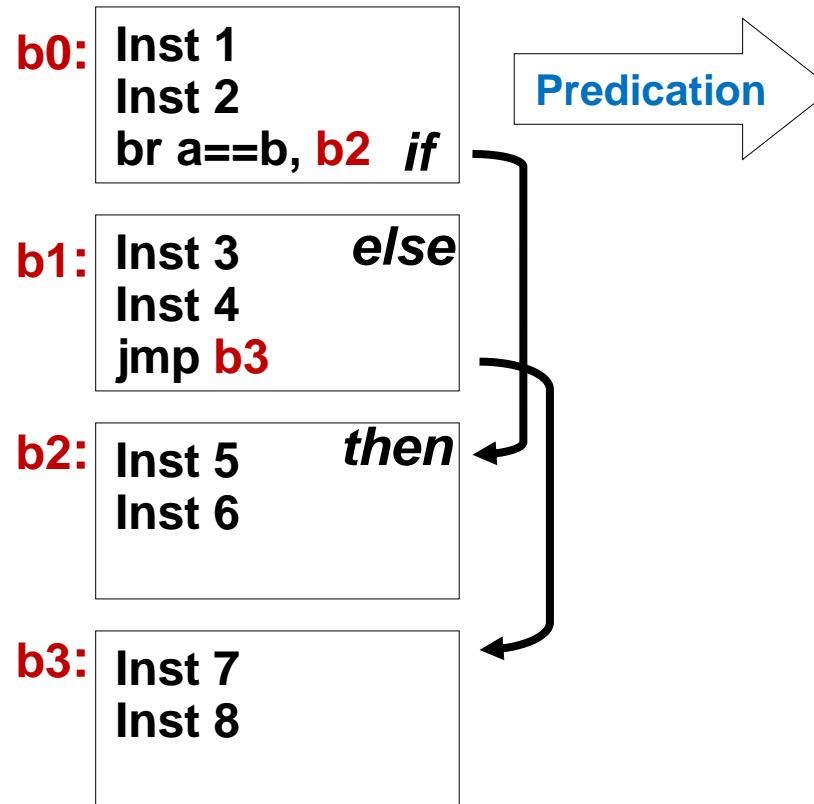 b0: Inst 1
Inst 2
br a==b, b2 if
Predication
b1: Inst 3 else
Inst 4
jmp b3
b2: Inst 5 then
Inst 6
b3: Inst 7
Inst 8